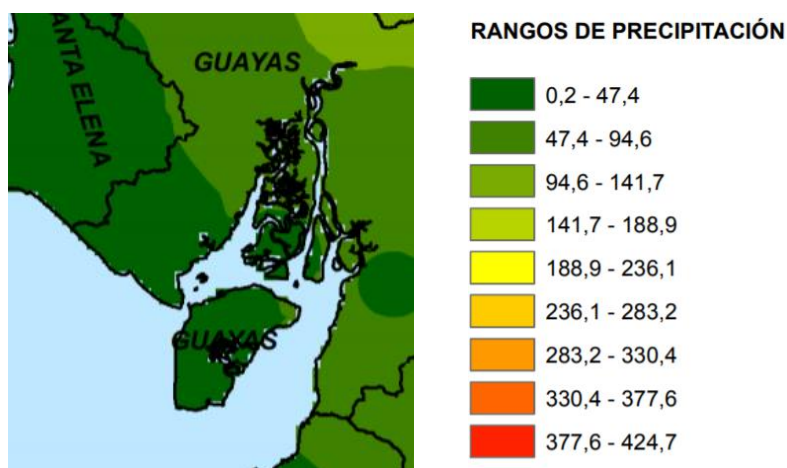 ANTA ELENA
GUAYAS
GUAYAS
RANGOS DE PRECIPITACIÓN
0,2 - 47,4
47,4 - 94,6
94,6 - 141,7
141,7 - 188,9
188,9 - 236,1
236,1 - 283,2
283,2 - 330,4
330,4 - 377,6
377,6 - 424,7